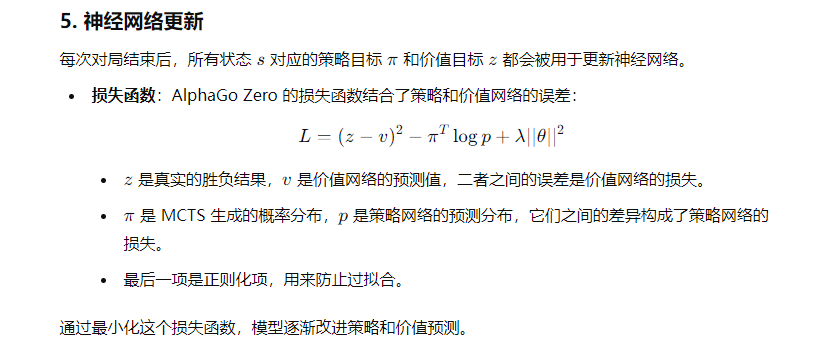 5. 神经网络更新
每次对局结束后，所有状态 s 对应的策略目标 π 和价值目标 z 都会被用于更新神经网络。
• 损失函数：AlphaGo Zero 的损失函数结合了策略和价值网络的误差：
L = (z − v)² − πᵀ log p + λ||θ||²
• z 是真实的胜负结果，v 是价值网络的预测值，二者之间的误差是价值网络的损失。
• π 是 MCTS 生成的概率分布，p 是策略网络的预测分布，它们之间的差异构成了策略网络的
损失。
• 最后一项是正则化项，用来防止过拟合。
通过最小化这个损失函数，模型逐渐改进策略和价值预测。